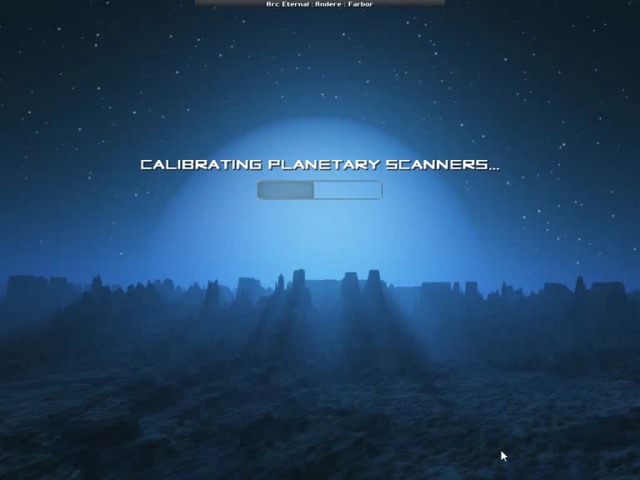 Arc Eternal : Andere : Farbor
CALIBRATING PLANETARY SCANNERS...